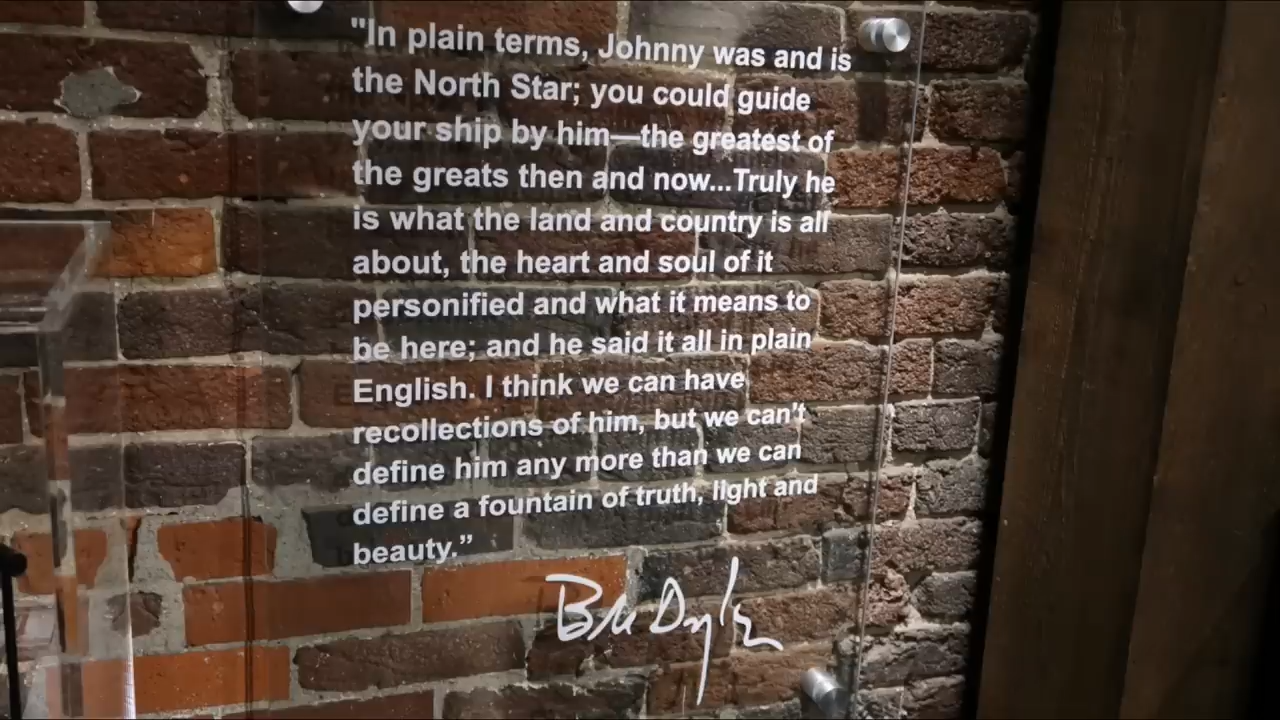 "In plain terms, Johnny was and is
the North Star; you could guide
your ship by him—the greatest of
the greats then and now...Truly he
is what the land and country is all
about, the heart and soul of it
personified and what it means to
be here; and he said it all in plain
English. I think we can have
recollections of him, but we can't
define him any more than we can
define a fountain of truth, light and
beauty.”
Bob Dylan